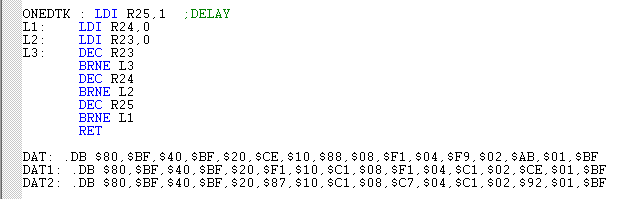 ONEDTK : LDI R25,1 ;DELAY
L1: LDI R24,0
L2: LDI R23,0
L3: DEC R23
BRNE L3
DEC R24
BRNE L2
DEC R25
BRNE L1
RET
DAT: .DB $80,$BF,$40,$BF,$20,$CE,$10,$88,$08,$F1,$04,$F9,$02,$AB,$01,$BF
DAT1: .DB $80,$BF,$40,$BF,$20,$F1,$10,$C1,$08,$F1,$04,$C1,$02,$CE,$01,$BF
DAT2: .DB $80,$BF,$40,$BF,$20,$87,$10,$C1,$08,$C7,$04,$C1,$02,$92,$01,$BF